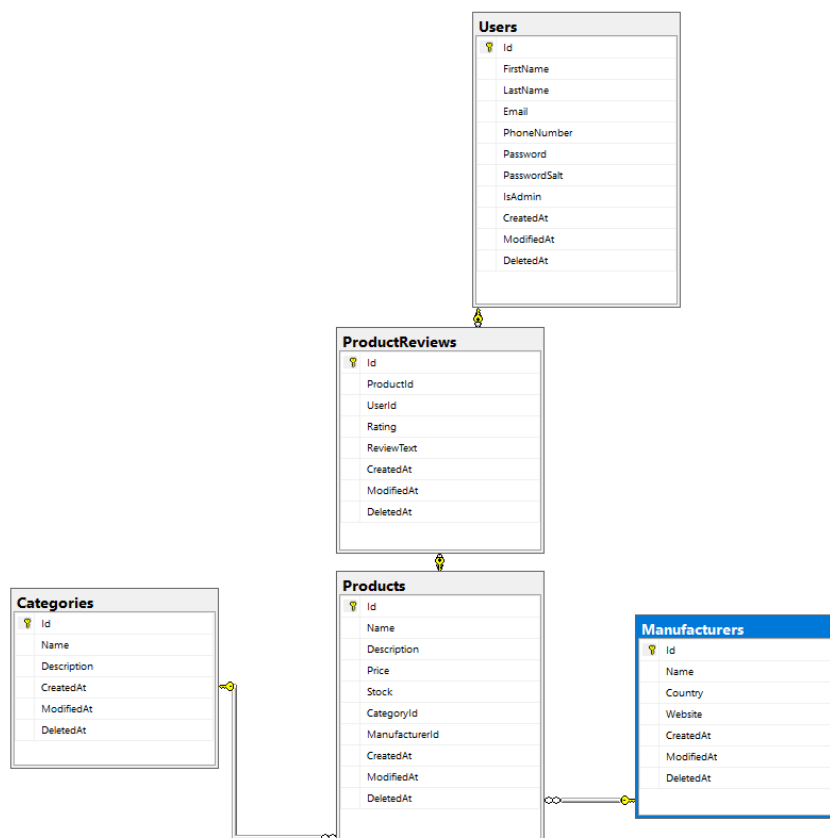 Users
Id
FirstName
LastName
Email
PhoneNumber
Password
PasswordSalt
IsAdmin
CreatedAt
ModifiedAt
DeletedAt
ProductReviews
Id
ProductId
UserId
Rating
ReviewText
CreatedAt
ModifiedAt
DeletedAt
Categories
Id
Name
Description
CreatedAt
ModifiedAt
DeletedAt
Products
Id
Name
Description
Price
Stock
CategoryId
ManufacturerId
CreatedAt
ModifiedAt
DeletedAt
Manufacturers
Id
Name
Country
Website
CreatedAt
ModifiedAt
DeletedAt